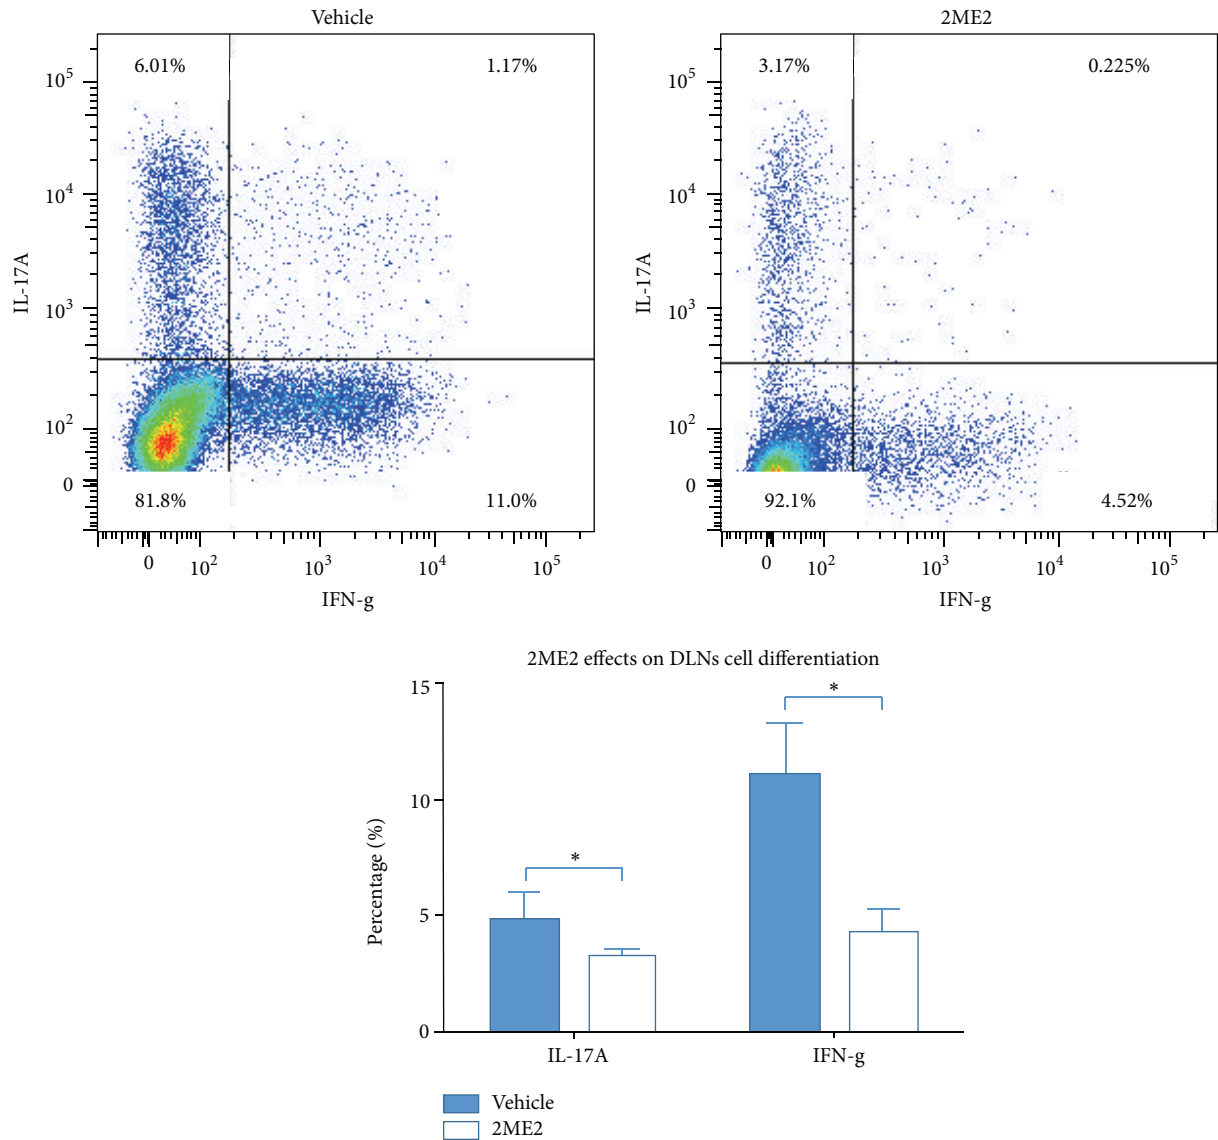 Vehicle
6.01%
1.17%
10^5
10^4
10^3
10^2
0
IL-17A
81.8%
11.0%
0
10^2
10^3
10^4
10^5
IFN-g
2ME2
3.17%
0.225%
10^5
10^4
10^3
10^2
0
IL-17A
92.1%
4.52%
0
10^2
10^3
10^4
10^5
IFN-g
2ME2 effects on DLNs cell differentiation
15
10
5
0
Percentage (%)
*
*
IL-17A
IFN-g
Vehicle
2ME2